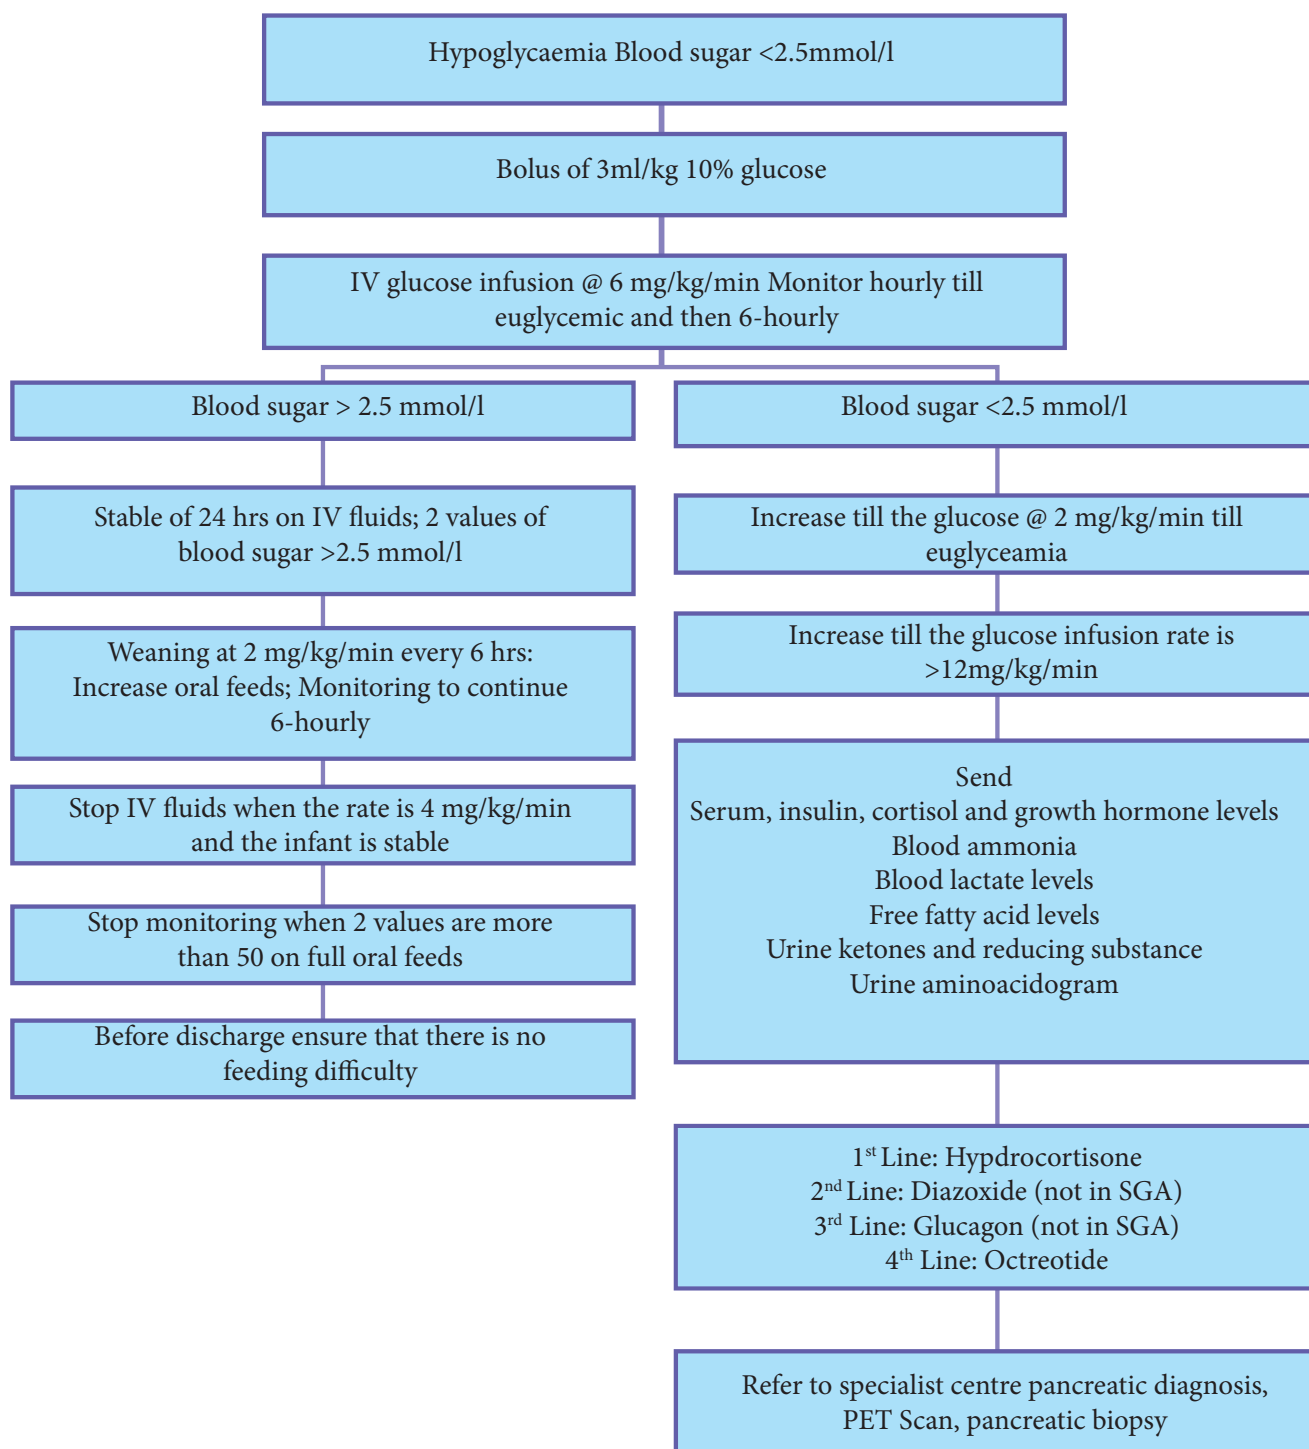 Hypoglycaemia Blood sugar <2.5mmol/l
Bolus of 3ml/kg 10% glucose
IV glucose infusion @ 6 mg/kg/min Monitor hourly till
euglycemic and then 6-hourly
Blood sugar > 2.5 mmol/l
Stable of 24 hrs on IV fluids; 2 values of
blood sugar >2.5 mmol/l
Weaning at 2 mg/kg/min every 6 hrs:
Increase oral feeds; Monitoring to continue
6-hourly
Stop IV fluids when the rate is 4 mg/kg/min
and the infant is stable
Stop monitoring when 2 values are more
than 50 on full oral feeds
Before discharge ensure that there is no
feeding difficulty
Blood sugar <2.5 mmol/l
Increase till the glucose @ 2 mg/kg/min till
euglyceamia
Increase till the glucose infusion rate is
>12mg/kg/min
Send
Serum, insulin, cortisol and growth hormone levels
Blood ammonia
Blood lactate levels
Free fatty acid levels
Urine ketones and reducing substance
Urine aminoacidogram
1st Line: Hypdrocortisone
2nd Line: Diazoxide (not in SGA)
3rd Line: Glucagon (not in SGA)
4th Line: Octreotide
Refer to specialist centre pancreatic diagnosis,
PET Scan, pancreatic biopsy